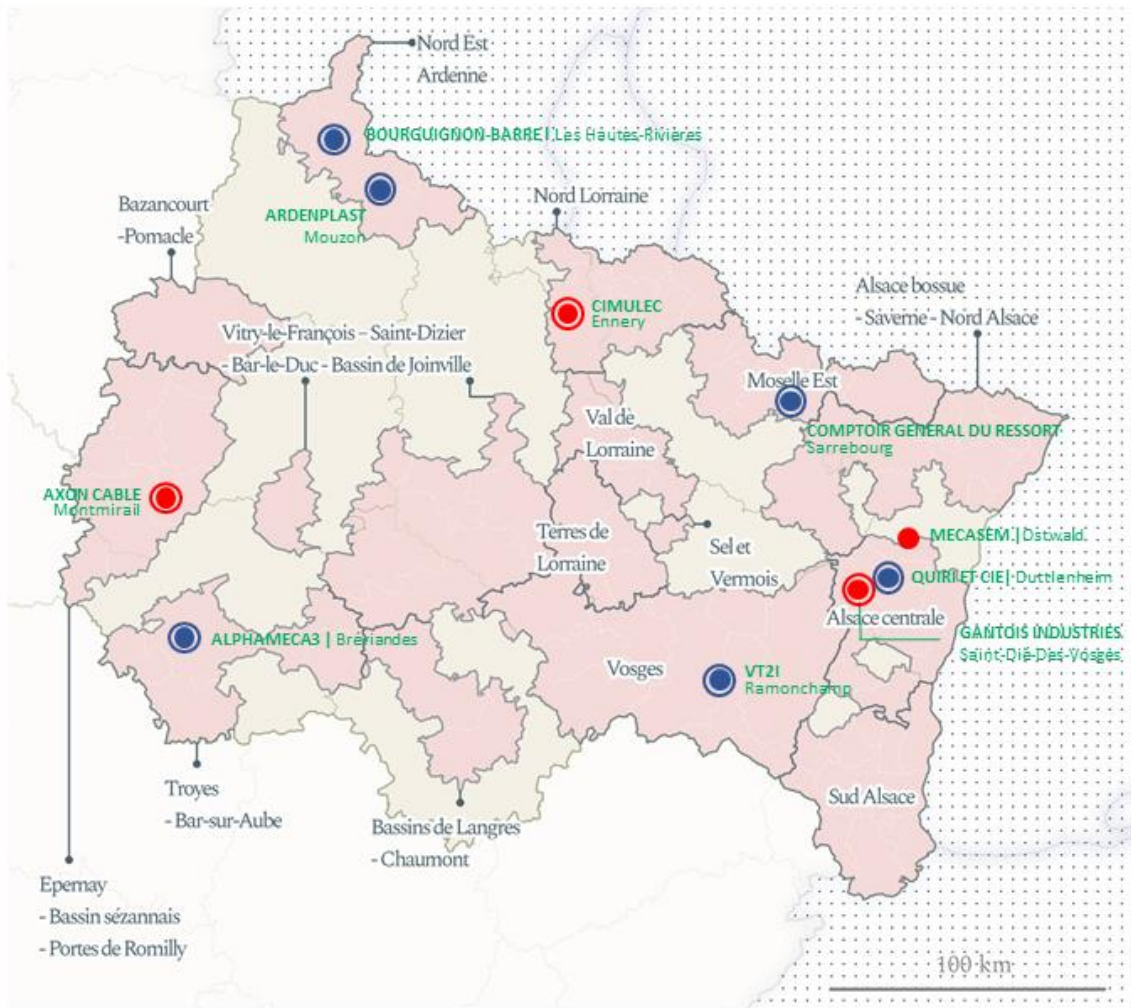 Nord Est
Ardenne
BOURGUIGNON-BARRE | Les Hautes-Rivières
ARDENPLAST
Mouzon
Bazancourt
-Pomacle
Nord Lorraine
CIMULEC
Ennery
Alsace bossue
- Saverne - Nord Alsace
Vitry-le-François – Saint-Dizier
- Bar-le-Duc - Bassin de Joinville
Moselle Est
Val de
Lorraine
COMPTOIR GENERAL DU RESSORT
Sarrebourg
AXON CABLE
Montmirail
Terres de
Lorraine
Sel et
Vermois
MECASEM | Ostwald
QUIRI ET CIE | Duttlenheim
Alsace centrale
GANTOIS INDUSTRIES
Saint-Dié-Des-Vosges
ALPHAMECA3 | Bréviandes
Vosges
VT2I
Ramonchamp
Troyes
- Bar-sur-Aube
Bassins de Langres
- Chaumont
Sud Alsace
Epernay
- Bassin sézannais
- Portes de Romilly
100 km